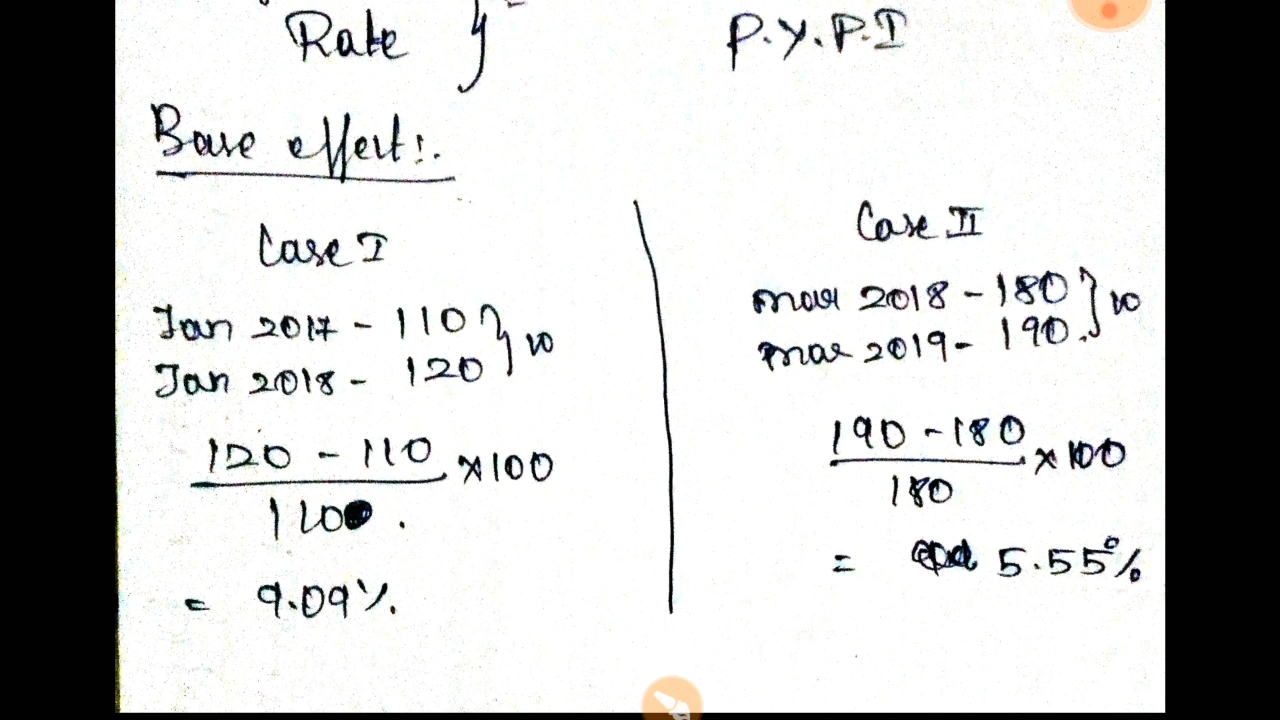 Rate }
P.Y.P.I
Base effect:.
Case I
Jan 2017 - 110 } 10
Jan 2018 - 120
120 - 110 × 100
110 .
= 9.09%.
Case II
mar 2018 - 180 } 10
mar 2019 - 190.
190 - 180 × 100
180
= 5.55%